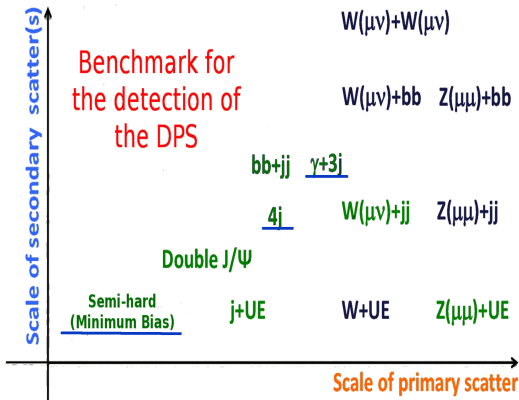 Scale of secondary scatter(s)
Benchmark for
the detection of
the DPS
W(μν)+W(μν)
W(μν)+bb Z(μμ)+bb
bb+jj γ+3j
4j W(μν)+jj Z(μμ)+jj
Double J/Ψ
Semi-hard
(Minimum Bias) j+UE W+UE Z(μμ)+UE
Scale of primary scatter